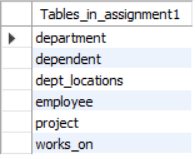 Tables_in_assignment1
department
dependent
dept_locations
employee
project
works_on